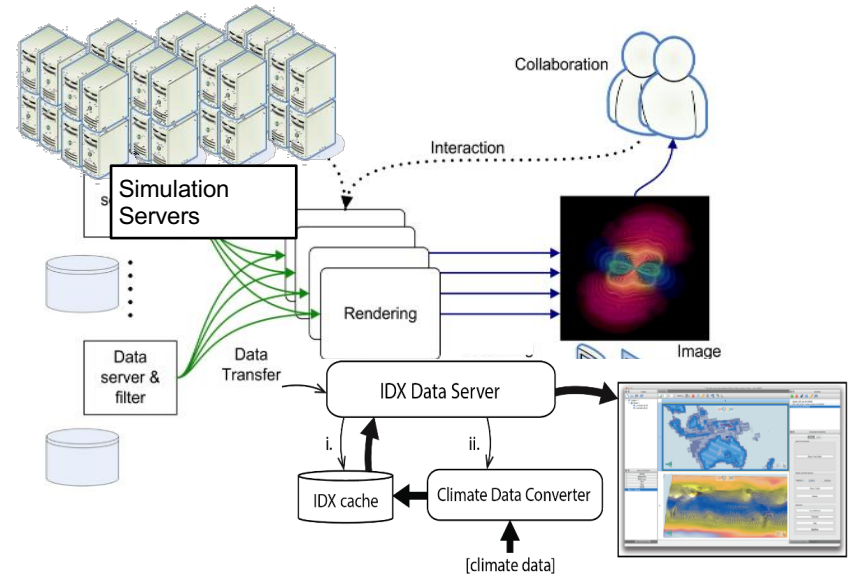 Collaboration
Interaction
Simulation
Servers
Rendering
Data
server &
filter
Data
Transfer
Image
IDX Data Server
i.
ii.
IDX cache
Climate Data Converter
[climate data]